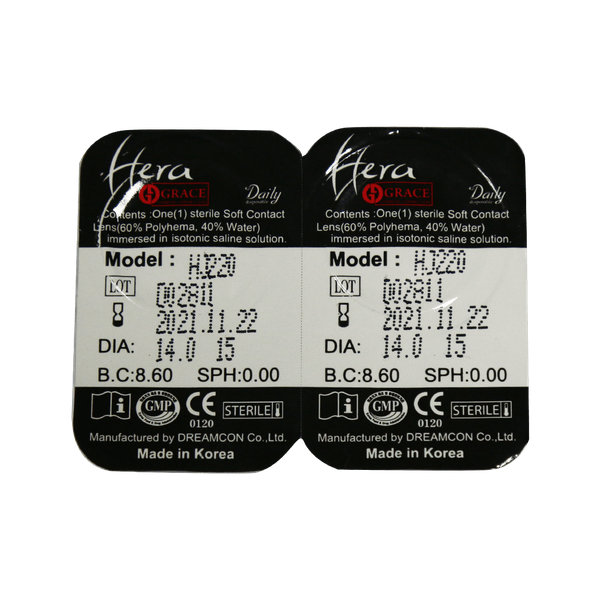 Hera
GRACE
Daily
disposable
Contents :One(1) sterile Soft Contact
Lens(60% Polyhema, 40% Water)
immersed in isotonic saline solution.
Model : HJ220
LOT
002811
2021.11.22
DIA: 14.0 15
B.C:8.60 SPH:0.00
GMP
CE
0120
STERILE
Manufactured by DREAMCON Co.,Ltd.
Made in Korea
Hera
GRACE
Daily
disposable
Contents :One(1) sterile Soft Contact
Lens(60% Polyhema, 40% Water)
immersed in isotonic saline solution.
Model : HJ220
LOT
002811
2021.11.22
DIA: 14.0 15
B.C:8.60 SPH:0.00
GMP
CE
0120
STERILE
Manufactured by DREAMCON Co.,Ltd.
Made in Korea